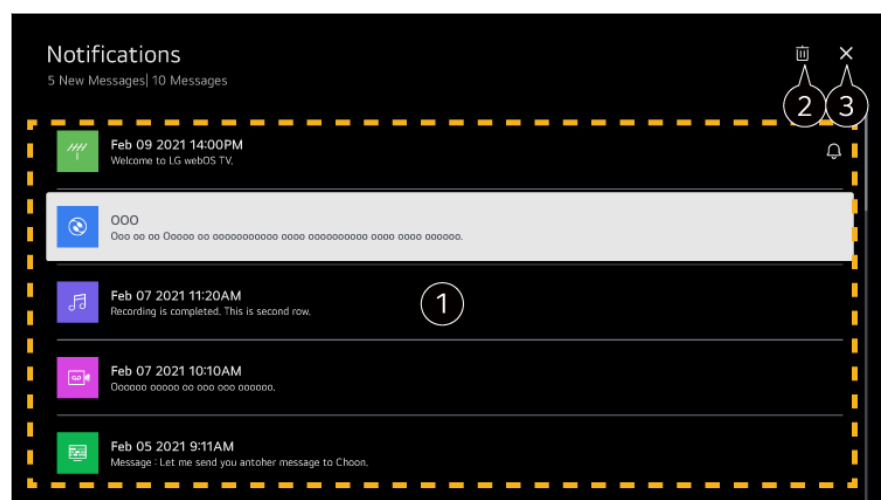 Notifications
5 New Messages| 10 Messages
2 3
Feb 09 2021 14:00PM
Welcome to LG webOS TV.
OOO
Ooo oo oo Ooooo oo ooooooooooo oooo oooooooooo oooo oooo oooooo.
Feb 07 2021 11:20AM
Recording is completed. This is second row.
1
Feb 07 2021 10:10AM
Oooooo ooooo oo ooo ooo oooooo.
Feb 05 2021 9:11AM
Message : Let me send you antoher message to Choon.